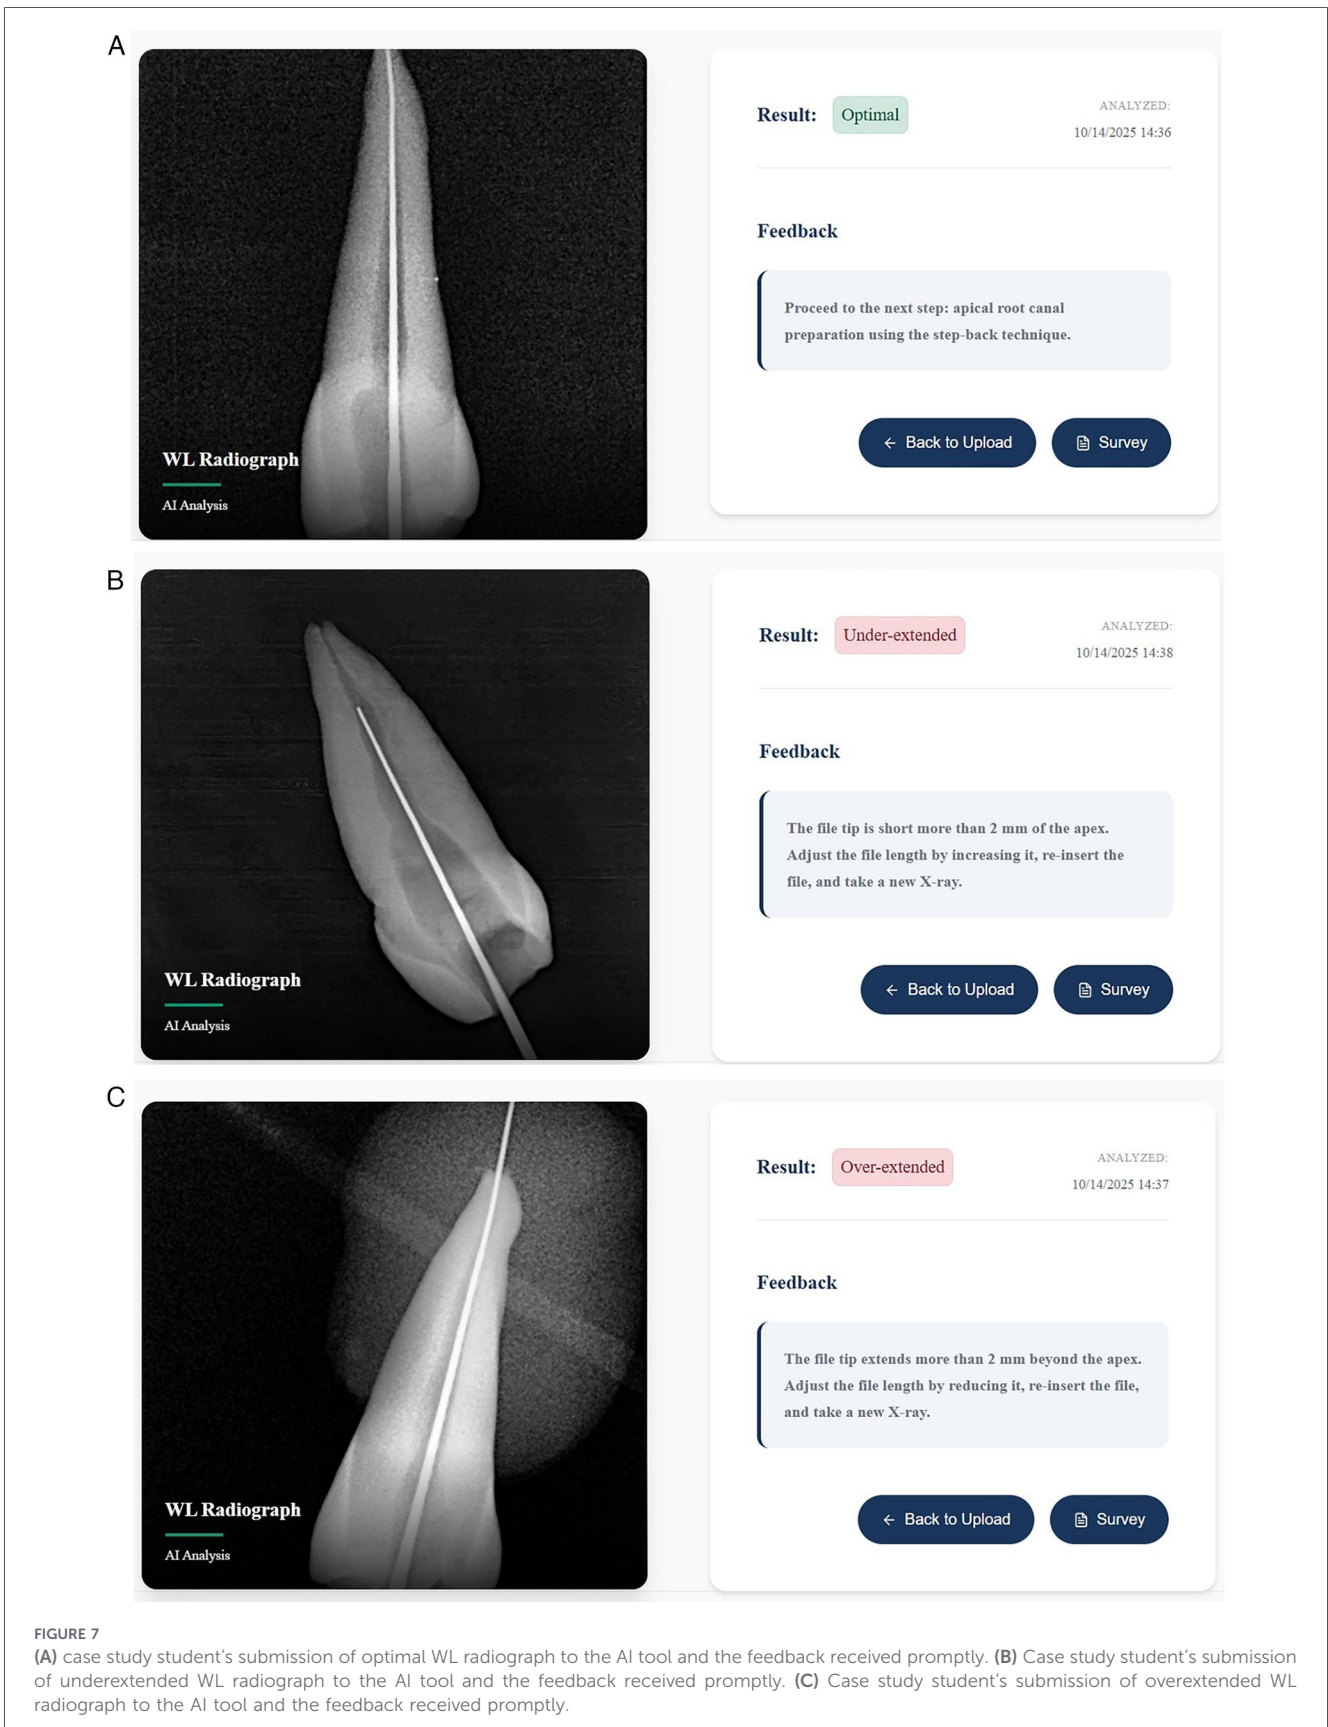 A
WL Radiograph
AI Analysis
Result: Optimal
ANALYZED:
10/14/2025 14:36
Feedback
Proceed to the next step: apical root canal
preparation using the step-back technique.
← Back to Upload
Survey
B
WL Radiograph
AI Analysis
Result: Under-extended
ANALYZED:
10/14/2025 14:38
Feedback
The file tip is short more than 2 mm of the apex.
Adjust the file length by increasing it, re-insert the
file, and take a new X-ray.
← Back to Upload
Survey
C
WL Radiograph
AI Analysis
Result: Over-extended
ANALYZED:
10/14/2025 14:37
Feedback
The file tip extends more than 2 mm beyond the apex.
Adjust the file length by reducing it, re-insert the file,
and take a new X-ray.
← Back to Upload
Survey
FIGURE 7
(A) case study student's submission of optimal WL radiograph to the AI tool and the feedback received promptly. (B) Case study student's submission
of underextended WL radiograph to the AI tool and the feedback received promptly. (C) Case study student's submission of overextended WL
radiograph to the AI tool and the feedback received promptly.